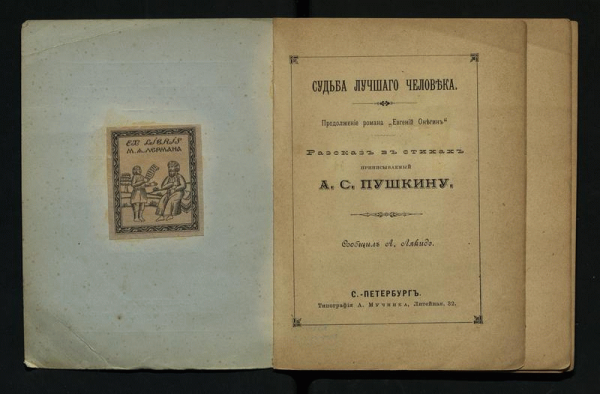 EX LIBRIS
М. А. ЛЕРМАНА
СУДЬБА ЛУЧШАГО ЧЕЛОВѢКА.
Продолженіе романа „Евгеній Онѣгинъ“
Разсказъ въ стихахъ
приписываемый
А. С. ПУШКИНУ.
Сообщилъ А.
С.-ПЕТЕРБУРГЪ.
Типографія А. Мучника, Литейная, 32.